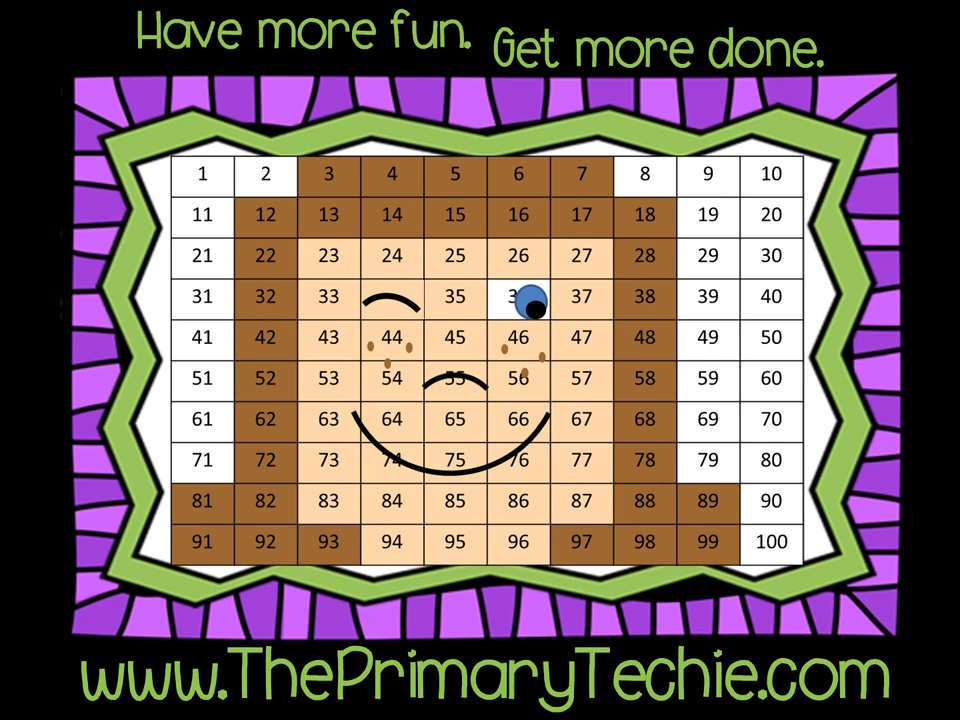 Have more fun.
Get more done.
1 2 3 4 5 6 7 8 9 10
11 12 13 14 15 16 17 18 19 20
21 22 23 24 25 26 27 28 29 30
31 32 33 35 37 38 39 40
41 42 43 44 45 46 47 48 49 50
51 52 53 54 55 56 57 58 59 60
61 62 63 64 65 66 67 68 69 70
71 72 73 74 75 76 77 78 79 80
81 82 83 84 85 86 87 88 89 90
91 92 93 94 95 96 97 98 99 100
www.ThePrimaryTechie.com